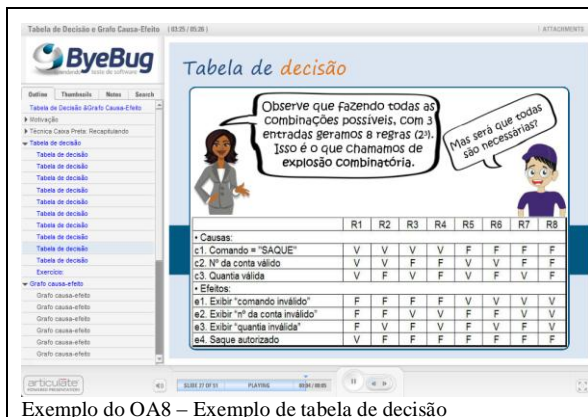 Tabela de Decisão e Grafo Causa-Efeito ( 03:25 / 05:26 )
ATTACHMENTS
ByeBug
Tabela de decisão
Outline Thumbnails Notes Search
Tabela de Decisão &Grafo Causa-Efeito
Motivação
Técnica Caixa Preta: Recapitulando
Tabela de decisão
Tabela de decisão
Tabela de decisão
Tabela de decisão
Tabela de decisão
Tabela de decisão
Tabela de decisão
Tabela de decisão
Tabela de decisão
Tabela de decisão
Tabela de decisão
Exercício:
Grafo causa-efeito
Grafo causa-efeito
Grafo causa-efeito
Grafo causa-efeito
Grafo causa-efeito
Grafo causa-efeito
Grafo causa-efeito
Observe que fazendo todas as
combinações possíveis, com 3
entradas geramos 8 regras (2³).
Isso é o que chamamos de
explosão combinatória.
Mas será que todas
são necessárias?
R1 R2 R3 R4 R5 R6 R7 R8
• Causas:
c1. Comando = "SAQUE" V V V V F F F F
c2. Nº da conta válido V V F F V V F F
c3. Quantia válida V F V F V F V F
• Efeitos:
e1. Exibir "comando inválido" F F F F V V V V
e2. Exibir "nº da conta inválido" F F V V F F V V
e3. Exibir "quantia inválida" F V F V F V F V
e4. Saque autorizado V F F F F F F F
articulate
SLIDE 27 OF 51 PLAYING
Exemplo do OA8 – Exemplo de tabela de decisão